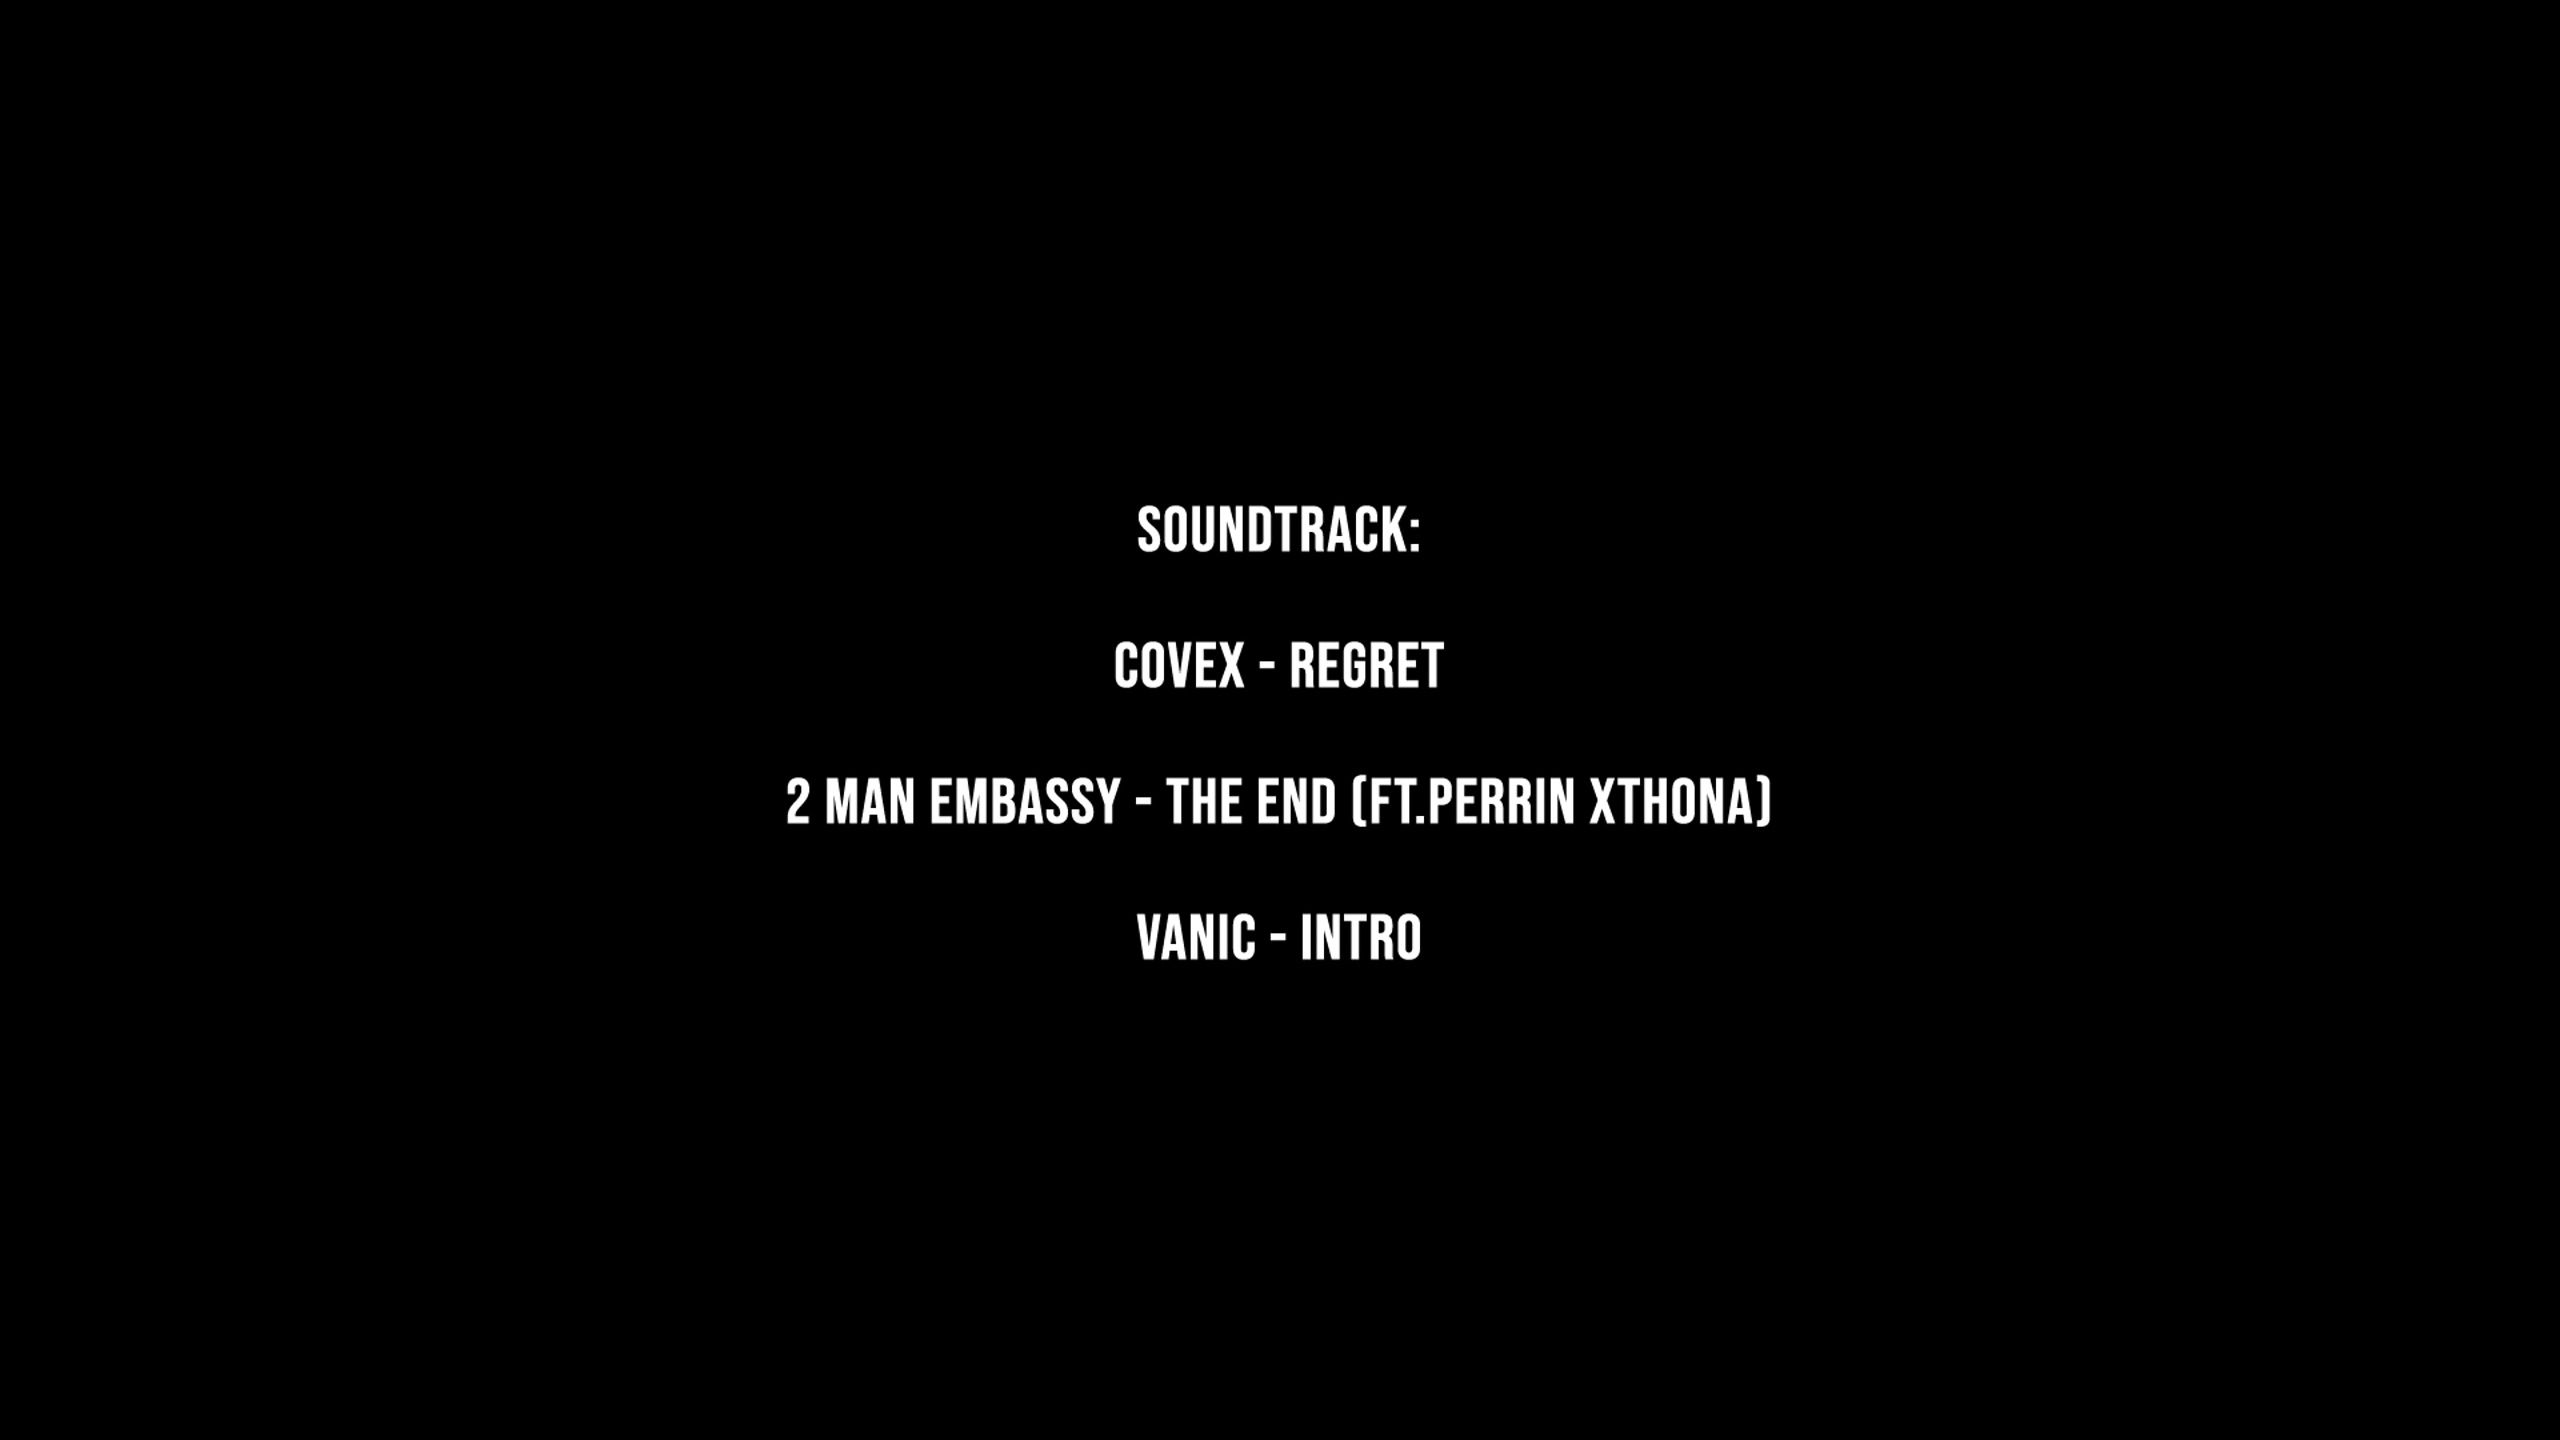 SOUNDTRACK:
COVEX - REGRET
2 MAN EMBASSY - THE END (FT.PERRIN XTHONA)
VANIC - INTRO